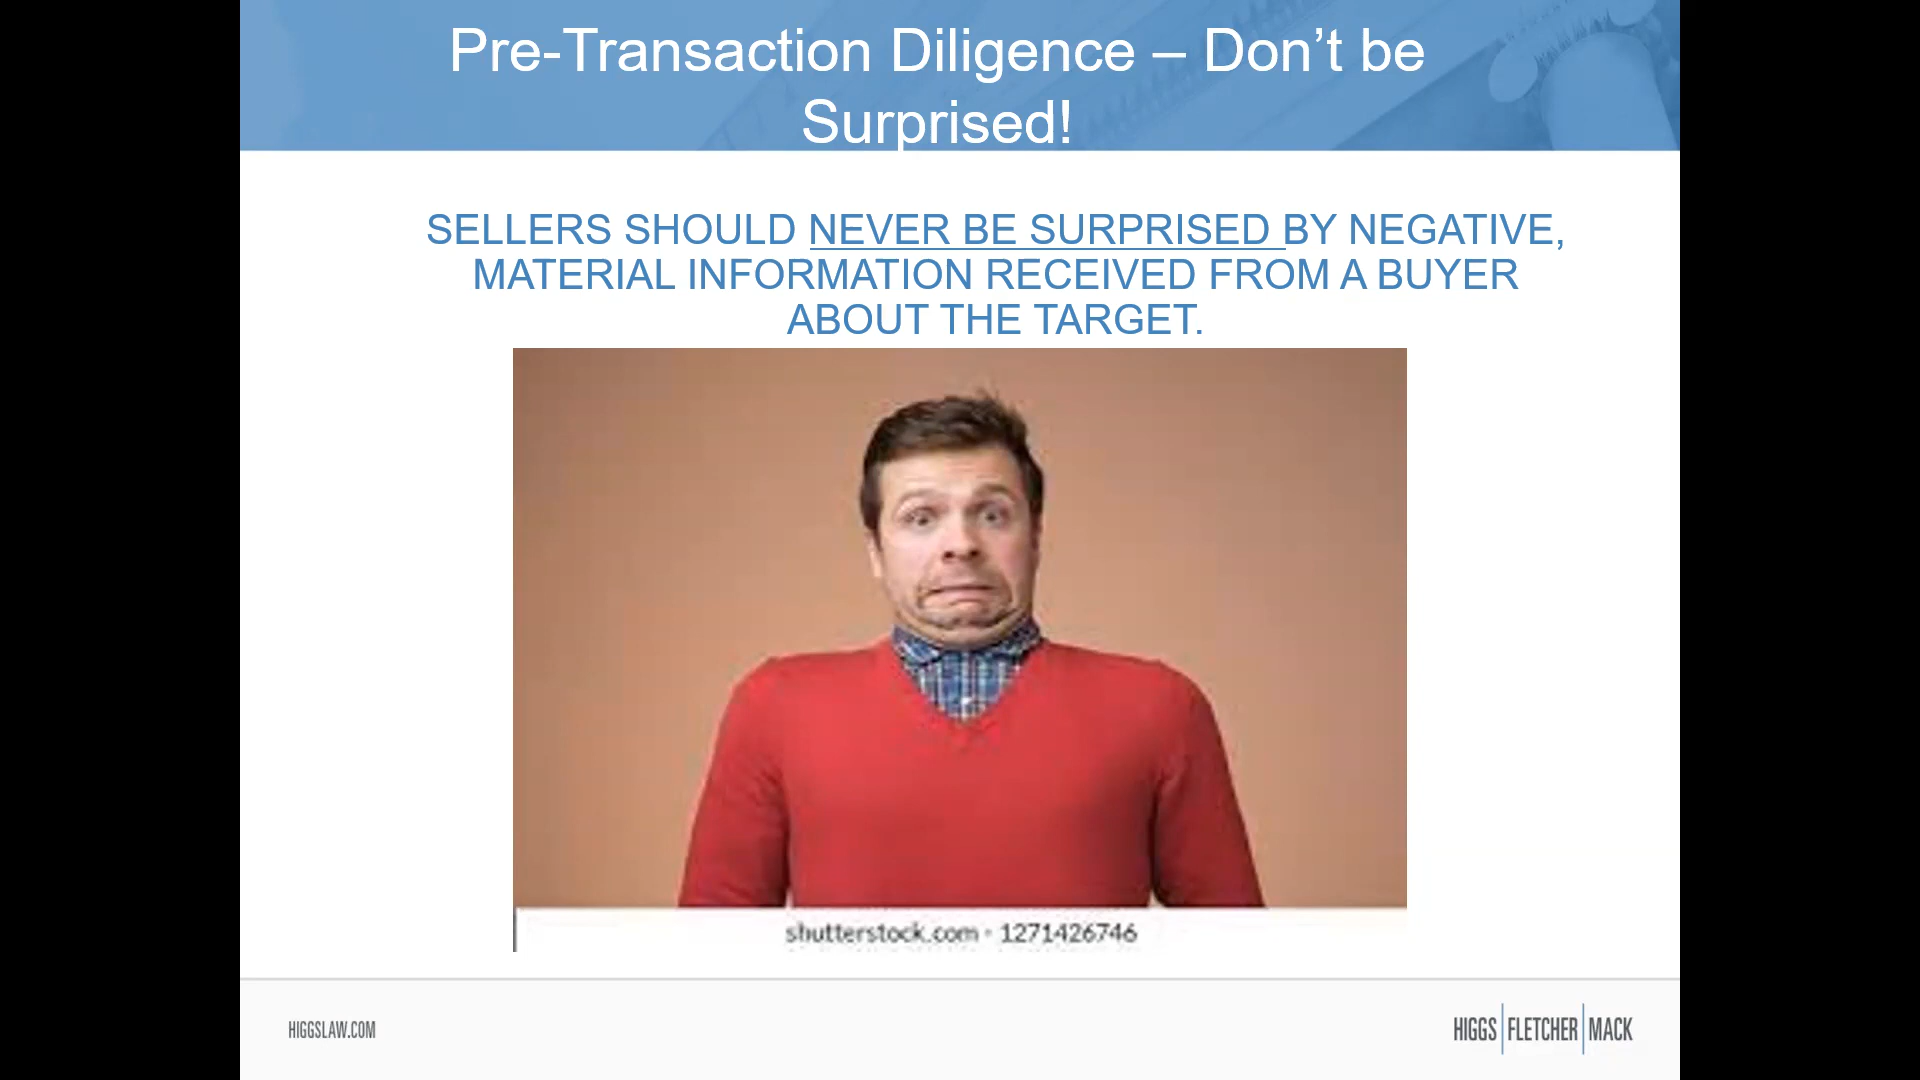 Pre-Transaction Diligence – Don’t be
Surprised!
SELLERS SHOULD NEVER BE SURPRISED BY NEGATIVE,
MATERIAL INFORMATION RECEIVED FROM A BUYER
ABOUT THE TARGET.
shutterstock.com · 1271426746
HIGGSLAW.COM
HIGGS|FLETCHER|MACK